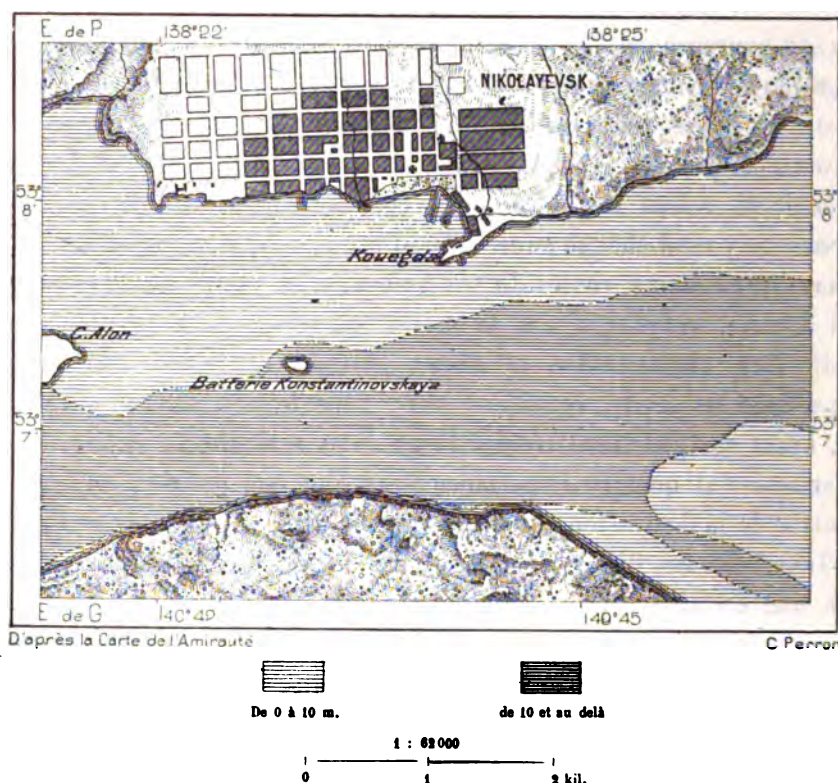 E de P 138°22' 138°25'
NIKOLAYEVSK
53° 53°
8' 8'
Kouegda
C. Alon
Batterie Konstantinovskaya
53° 53°
7' 7'
E de G 140°42' 140°45'
D'après la Carte de l'Amirauté C Perron
De 0 à 10 m. de 10 et au delà
1 : 62000
0 1 2 kil.